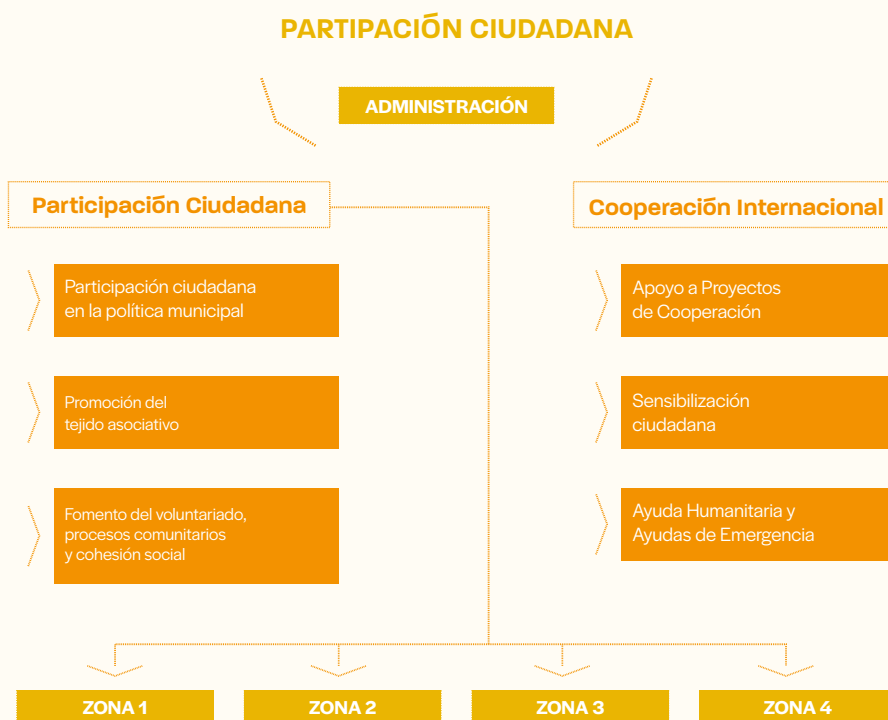 PARTIPACIÓN CIUDADANA
ADMINISTRACIÓN
Participación Ciudadana
Participación ciudadana
en la política municipal
Promoción del
tejido asociativo
Fomento del voluntariado,
procesos comunitarios
y cohesión social
Cooperación Internacional
Apoyo a Proyectos
de Cooperación
Sensibilización
ciudadana
Ayuda Humanitaria y
Ayudas de Emergencia
ZONA 1
ZONA 2
ZONA 3
ZONA 4